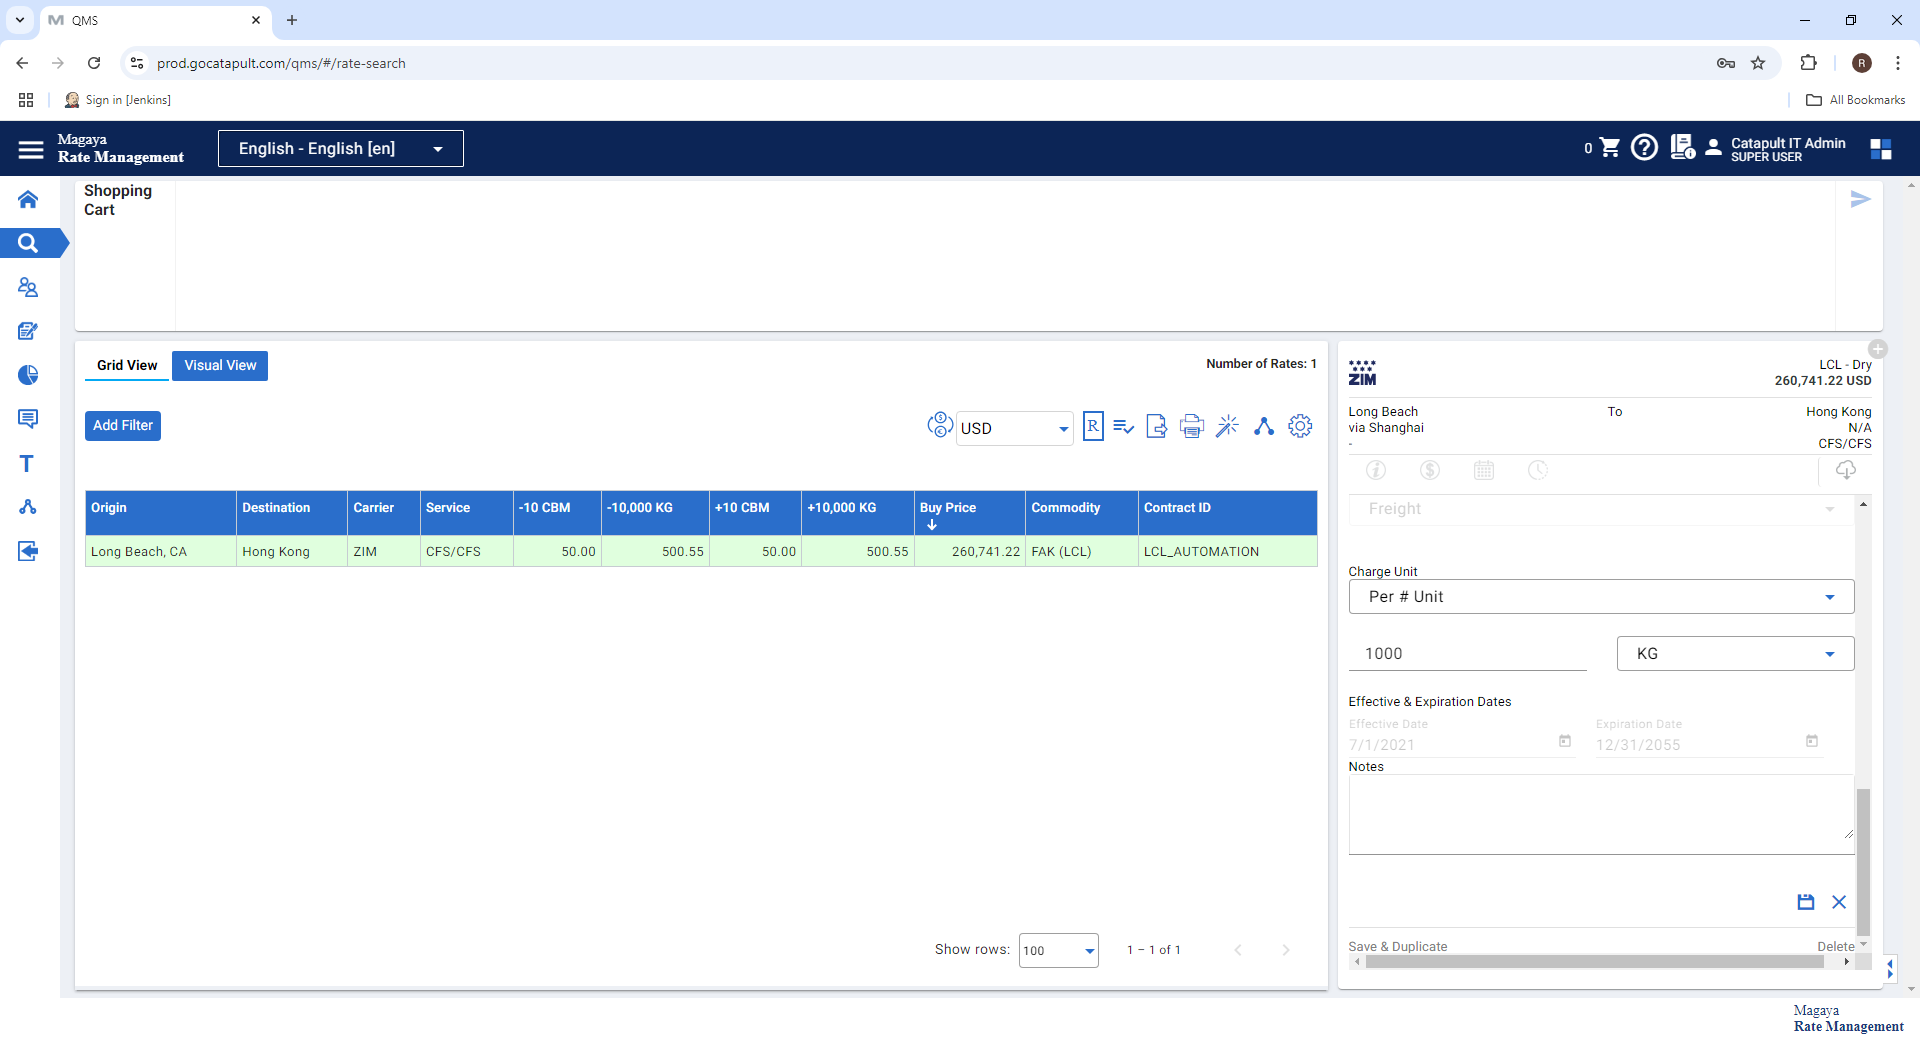 QMS
prod.gocatapult.com/qms/#/rate-search
R
Sign in [Jenkins]
All Bookmarks
Magaya
Rate Management
English - English [en]
0
Catapult IT Admin
SUPER USER
Shopping
Cart
Grid View
Visual View
Number of Rates: 1
Add Filter
USD
R
Origin
Destination
Carrier
Service
-10 CBM
-10,000 KG
+10 CBM
+10,000 KG
Buy Price
Commodity
Contract ID
Long Beach, CA
Hong Kong
ZIM
CFS/CFS
50.00
500.55
50.00
500.55
260,741.22
FAK (LCL)
LCL_AUTOMATION
Show rows:
100
1 – 1 of 1
ZIM
LCL - Dry
260,741.22 USD
Long Beach
To
Hong Kong
via Shanghai
N/A
-
CFS/CFS
Freight
Charge Unit
Per # Unit
1000
KG
Effective & Expiration Dates
Effective Date
Expiration Date
7/1/2021
12/31/2055
Notes
Save & Duplicate
Delete
Magaya
Rate Management